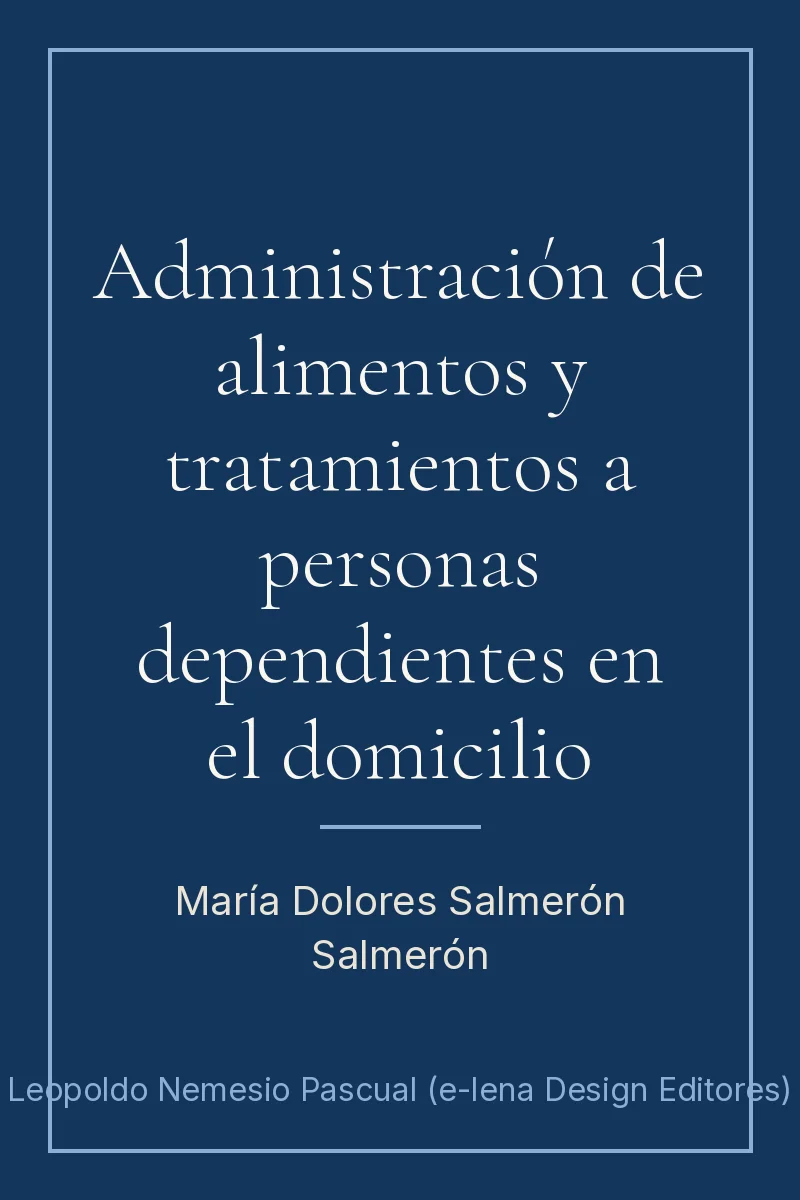 Administración de
alimentos y
tratamientos a
personas
dependientes en
el domicilio
María Dolores Salmerón
Salmerón
Leopoldo Nemesio Pascual (e-lena Design Editores)